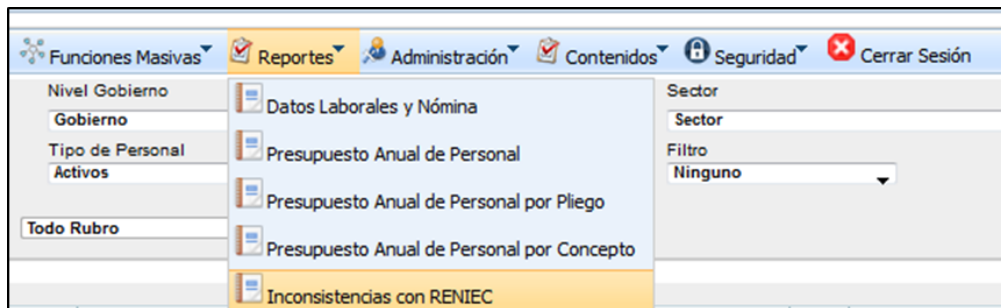 Funciones Masivas Reportes Administración Contenidos Seguridad Cerrar Sesión
Nivel Gobierno
Gobierno
Tipo de Personal
Activos
Todo Rubro
Datos Laborales y Nómina
Presupuesto Anual de Personal
Presupuesto Anual de Personal por Pliego
Presupuesto Anual de Personal por Concepto
Inconsistencias con RENIEC
Sector
Sector
Filtro
Ninguno